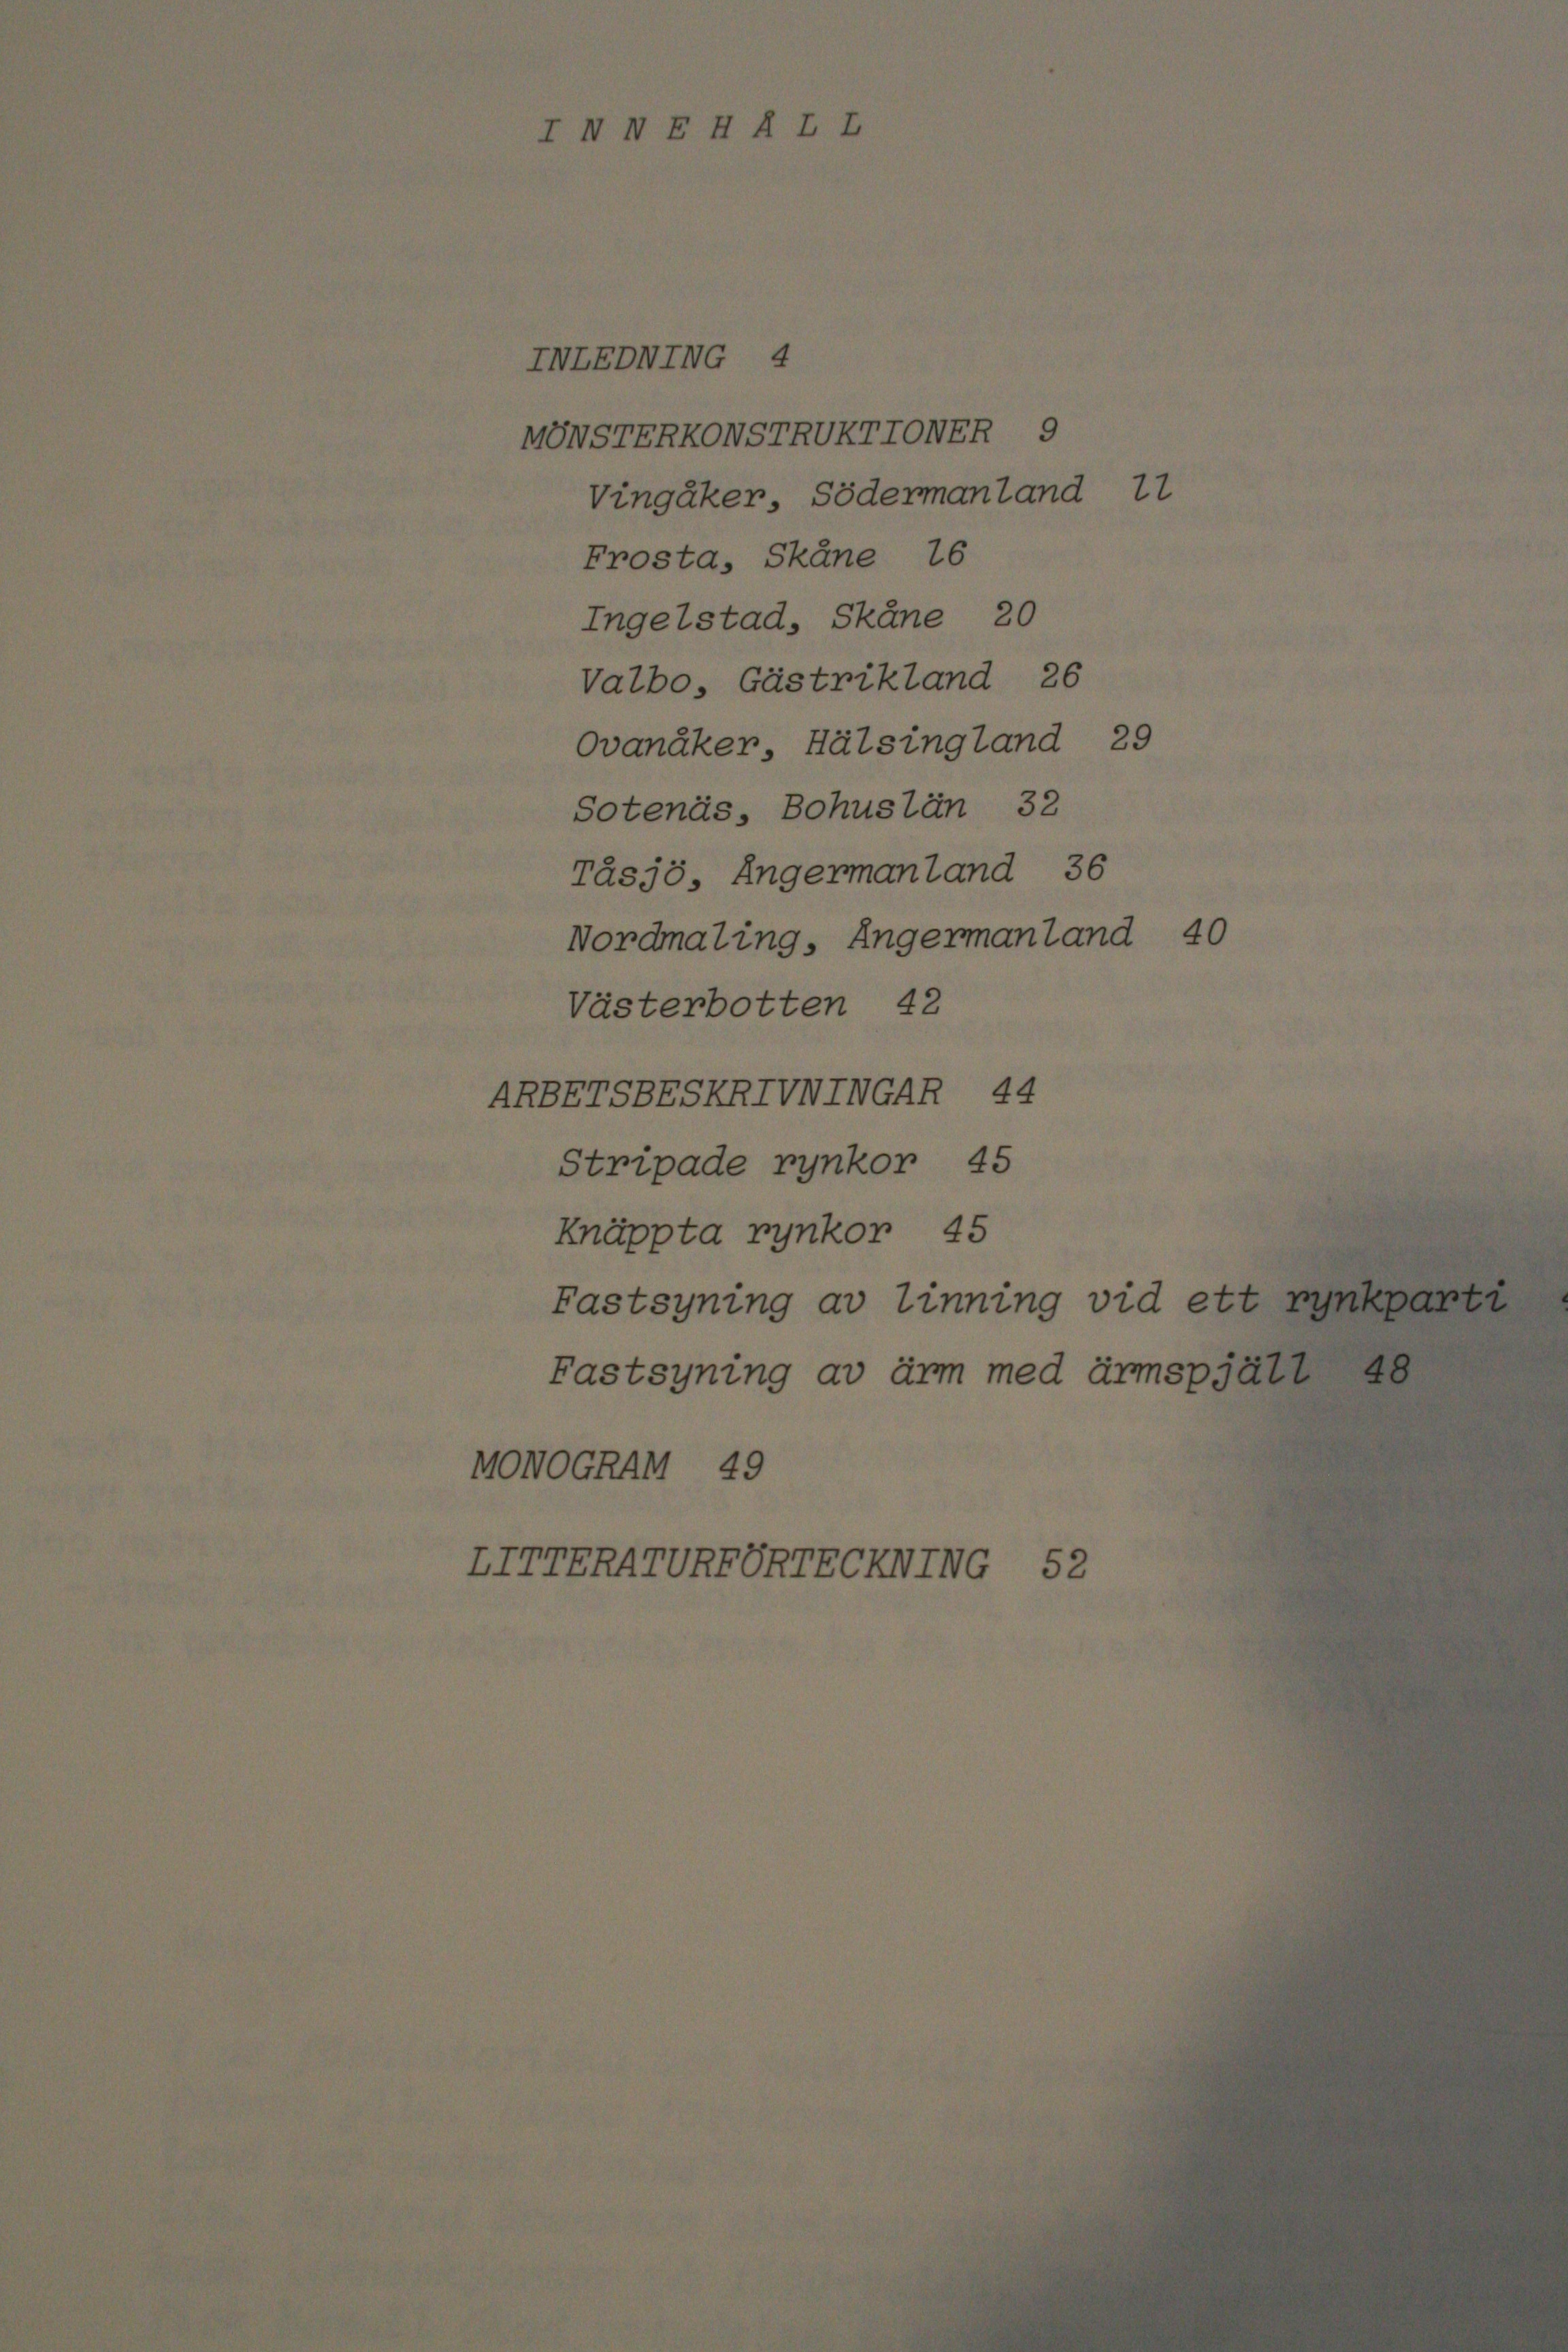 INNEHÅLL
INLEDNING 4
MÖNSTERKONSTRUKTIONER 9
Vingåker, Södermanland 11
Frosta, Skåne 16
Ingelstad, Skåne 20
Valbo, Gästrikland 26
Ovanåker, Hälsingland 29
Sotenäs, Bohuslän 32
Tåsjö, Ångermanland 36
Nordmaling, Ångermanland 40
Västerbotten 42
ARBETSBESKRIVNINGAR 44
Stripade rynkor 45
Knäppta rynkor 45
Fastsyning av linning vid ett rynkparti
Fastsyning av ärm med ärmspjäll 48
MONOGRAM 49
LITTERATURFÖRTECKNING 52